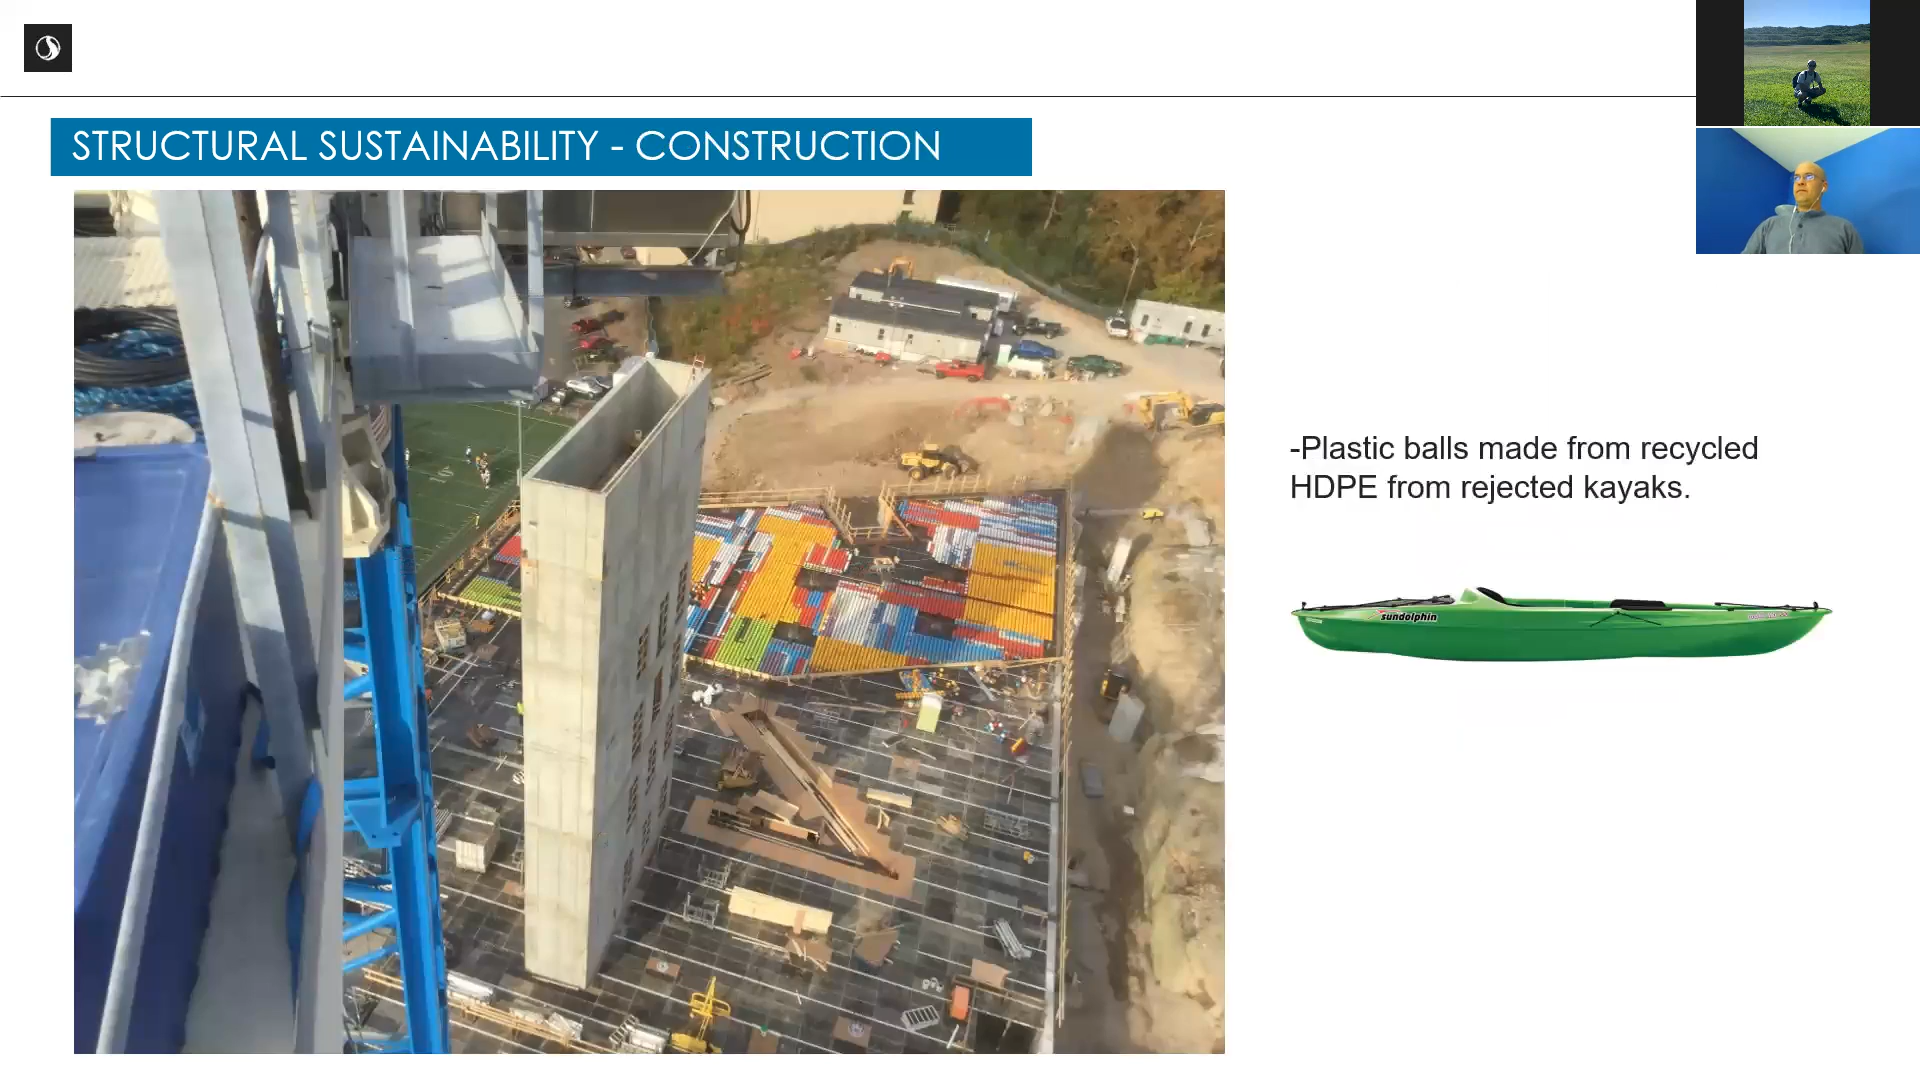 STRUCTURAL SUSTAINABILITY - CONSTRUCTION
-Plastic balls made from recycled
HDPE from rejected kayaks.
sundolphin